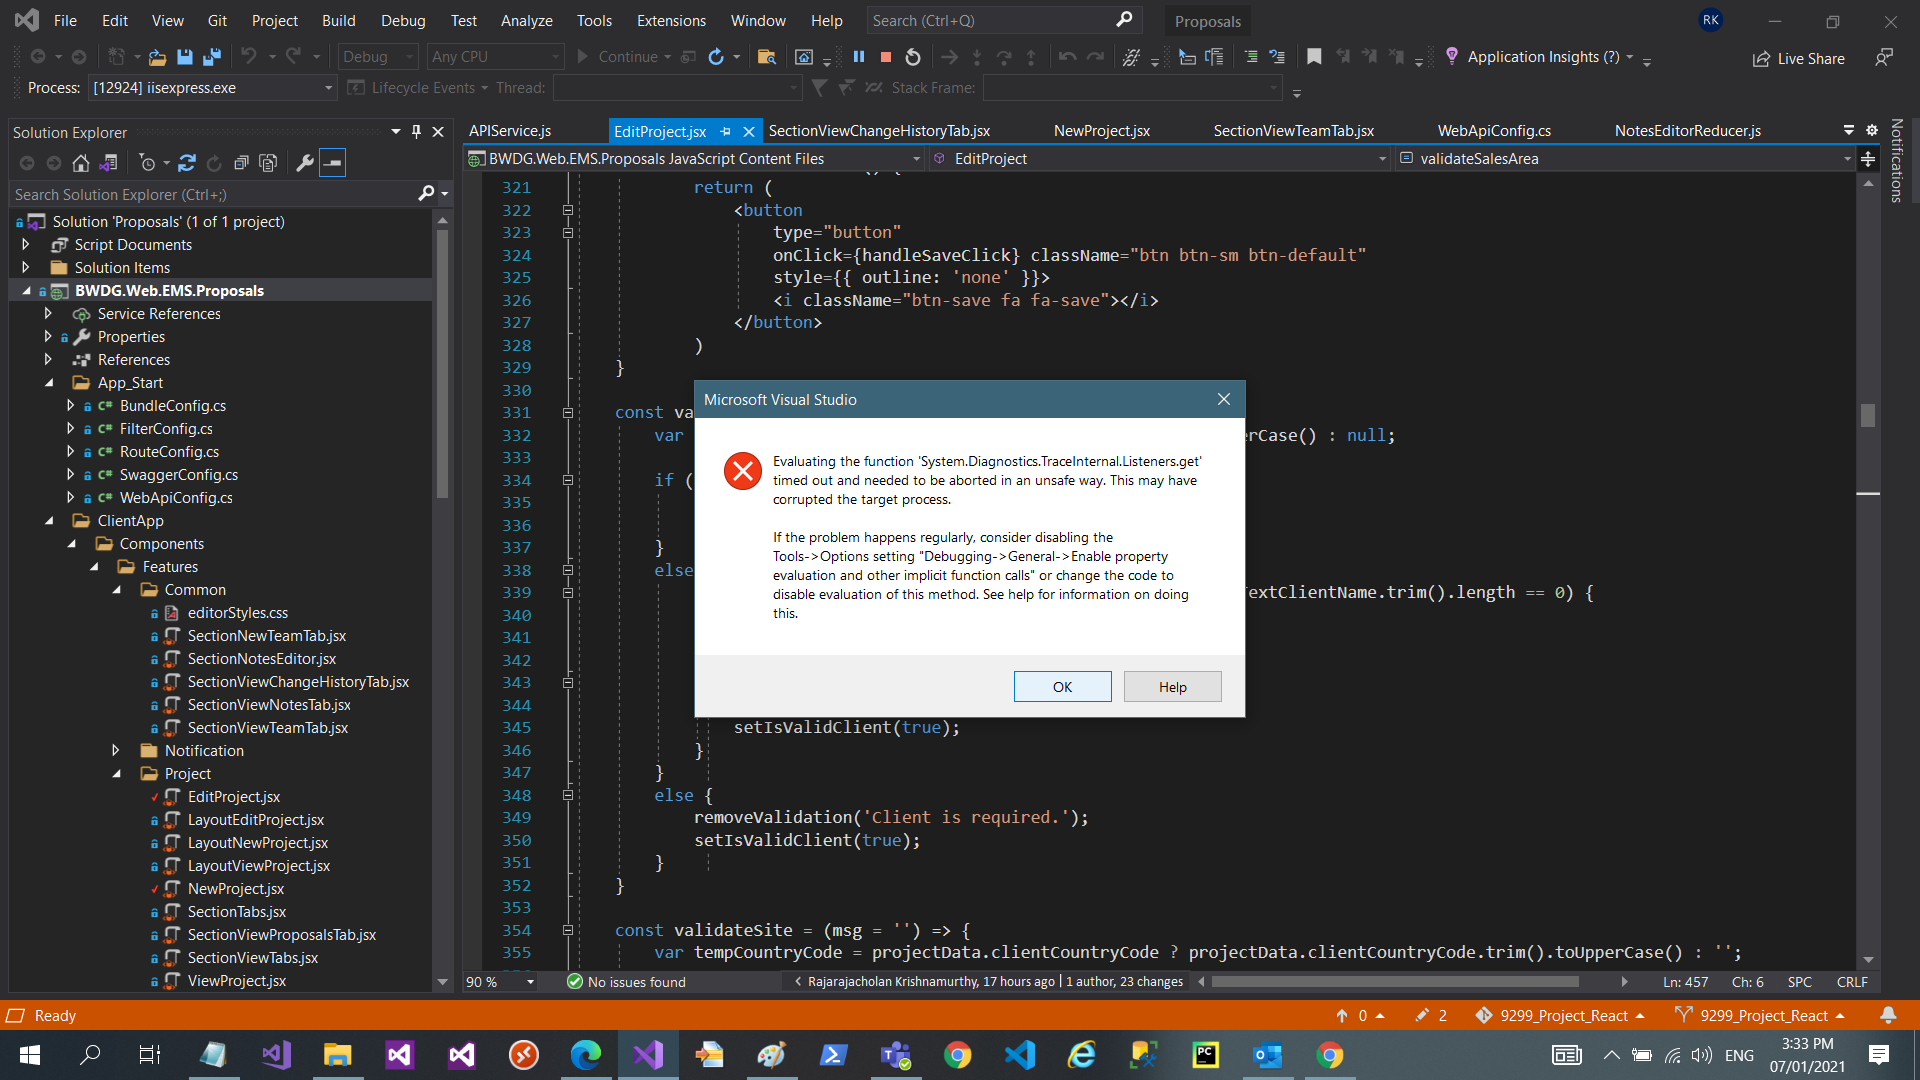 File Edit View Git Project Build Debug Test Analyze Tools Extensions Window Help Search (Ctrl+Q) Proposals RK
Debug Any CPU Continue Application Insights (?) Live Share
Process: [12924] iisexpress.exe Lifecycle Events Thread: Stack Frame:
Solution Explorer
Search Solution Explorer (Ctrl+;)
Solution 'Proposals' (1 of 1 project)
Script Documents
Solution Items
BWDG.Web.EMS.Proposals
Service References
Properties
References
App_Start
C# BundleConfig.cs
C# FilterConfig.cs
C# RouteConfig.cs
C# SwaggerConfig.cs
C# WebApiConfig.cs
ClientApp
Components
Features
Common
editorStyles.css
SectionNewTeamTab.jsx
SectionNotesEditor.jsx
SectionViewChangeHistoryTab.jsx
SectionViewNotesTab.jsx
SectionViewTeamTab.jsx
Notification
Project
EditProject.jsx
LayoutEditProject.jsx
LayoutNewProject.jsx
LayoutViewProject.jsx
NewProject.jsx
SectionTabs.jsx
SectionViewProposalsTab.jsx
SectionViewTabs.jsx
ViewProject.jsx
APIService.js EditProject.jsx SectionViewChangeHistoryTab.jsx NewProject.jsx SectionViewTeamTab.jsx WebApiConfig.cs NotesEditorReducer.js
BWDG.Web.EMS.Proposals JavaScript Content Files EditProject validateSalesArea
Notifications
321 return (
322 <button
323 type="button"
324 onClick={handleSaveClick} className="btn btn-sm btn-default"
325 style={{ outline: 'none' }}>
326 <i className="btn-save fa fa-save"></i>
327 </button>
328 )
329 }
330
331 const va
332 var erCase() : null;
333
334 if (
335
336
337 }
338 else
339 TextClientName.trim().length == 0) {
340
341
342
343
344
345 setIsValidClient(true);
346 }
347 }
348 else {
349 removeValidation('Client is required.');
350 setIsValidClient(true);
351 }
352 }
353
354 const validateSite = (msg = '') => {
355 var tempCountryCode = projectData.clientCountryCode ? projectData.clientCountryCode.trim().toUpperCase() : '';
Microsoft Visual Studio
Evaluating the function 'System.Diagnostics.TraceInternal.Listeners.get'
timed out and needed to be aborted in an unsafe way. This may have
corrupted the target process.
If the problem happens regularly, consider disabling the
Tools->Options setting "Debugging->General->Enable property
evaluation and other implicit function calls" or change the code to
disable evaluation of this method. See help for information on doing
this.
OK Help
90 % No issues found Rajarajacholan Krishnamurthy, 17 hours ago | 1 author, 23 changes Ln: 457 Ch: 6 SPC CRLF
Ready 0 2 9299_Project_React 9299_Project_React
PC ENG 3:33 PM
07/01/2021